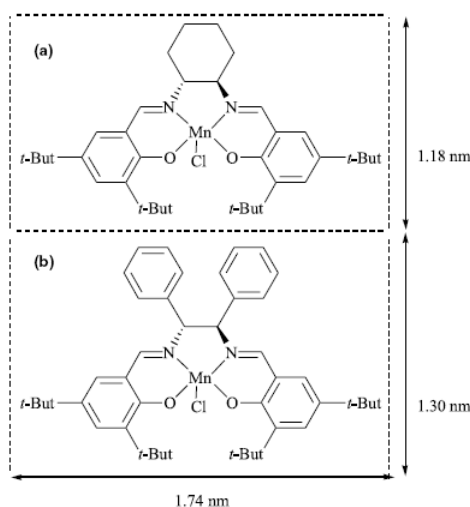 (a)
N N
Mn
t-But O Cl O t-But
1.18 nm
t-But t-But
(b)
N N
Mn
t-But O Cl O t-But
1.30 nm
t-But t-But
1.74 nm